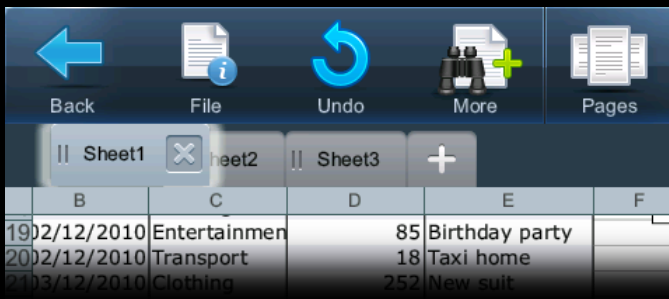 Back File Undo More Pages
Sheet1 heet2 Sheet3
B C D E F
19 02/12/2010 Entertainmen 85 Birthday party
20 02/12/2010 Transport 18 Taxi home
21 03/12/2010 Clothing 252 New suit